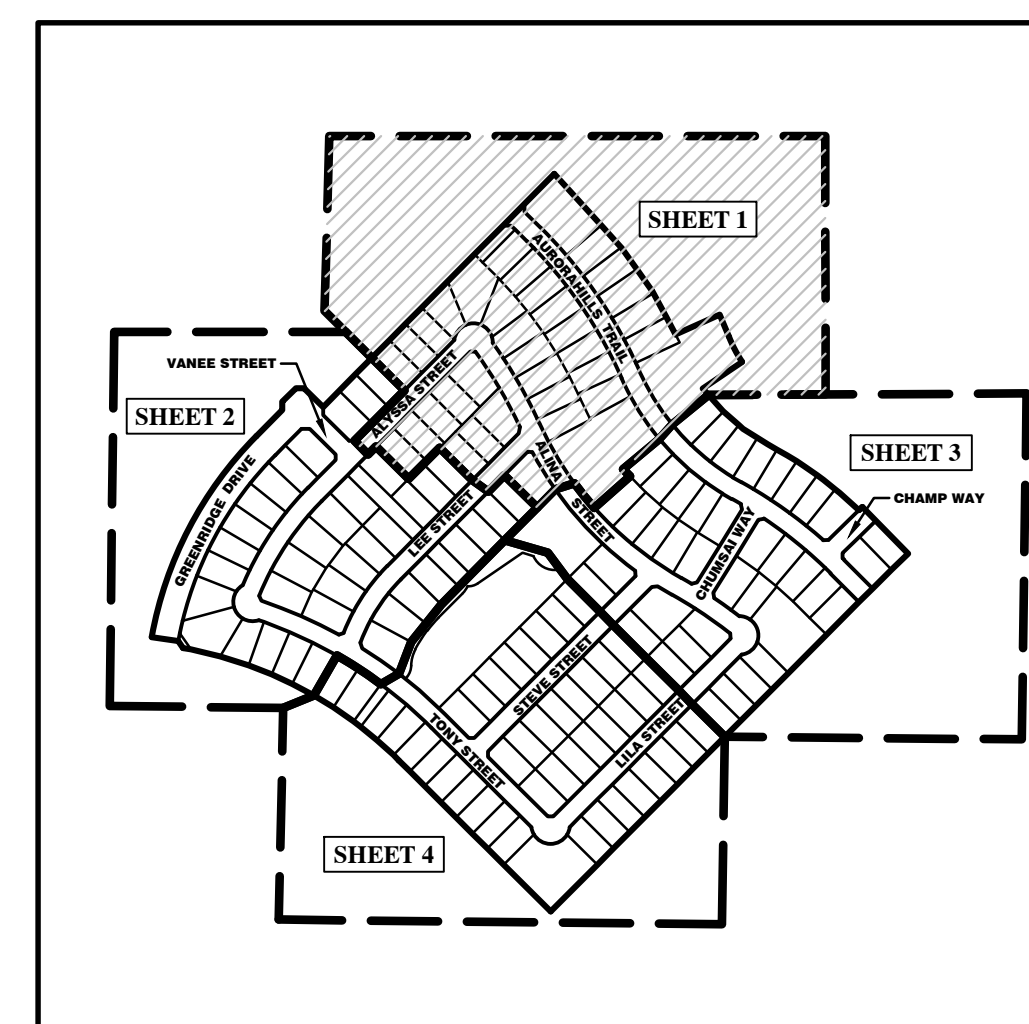 SHEET 1
AURORAHILLS TRAIL
VANEE STREET
ALYSSA STREET
SHEET 2
ALINA STREET
SHEET 3
GREENRIDGE DRIVE
LEE STREET
CHAMP WAY
CHUMSAI WAY
STEVE STREET
TONY STREET
LILA STREET
SHEET 4